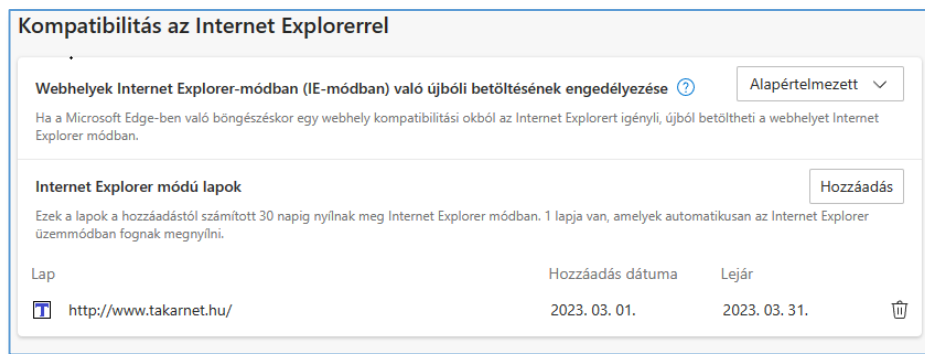 Kompatibilitás az Internet Explorerrel
Webhelyek Internet Explorer-módban (IE-módban) való újbóli betöltésének engedélyezése ?
Alapértelmezett
Ha a Microsoft Edge-ben való böngészéskor egy webhely kompatibilitási okból az Internet Explorert igényli, újból betöltheti a webhelyet Internet
Explorer módban.
Internet Explorer módú lapok
Hozzáadás
Ezek a lapok a hozzáadástól számított 30 napig nyílnak meg Internet Explorer módban. 1 lapja van, amelyek automatikusan az Internet Explorer
üzemmódban fognak megnyílni.
Lap Hozzáadás dátuma Lejár
T http://www.takarnet.hu/ 2023. 03. 01. 2023. 03. 31.